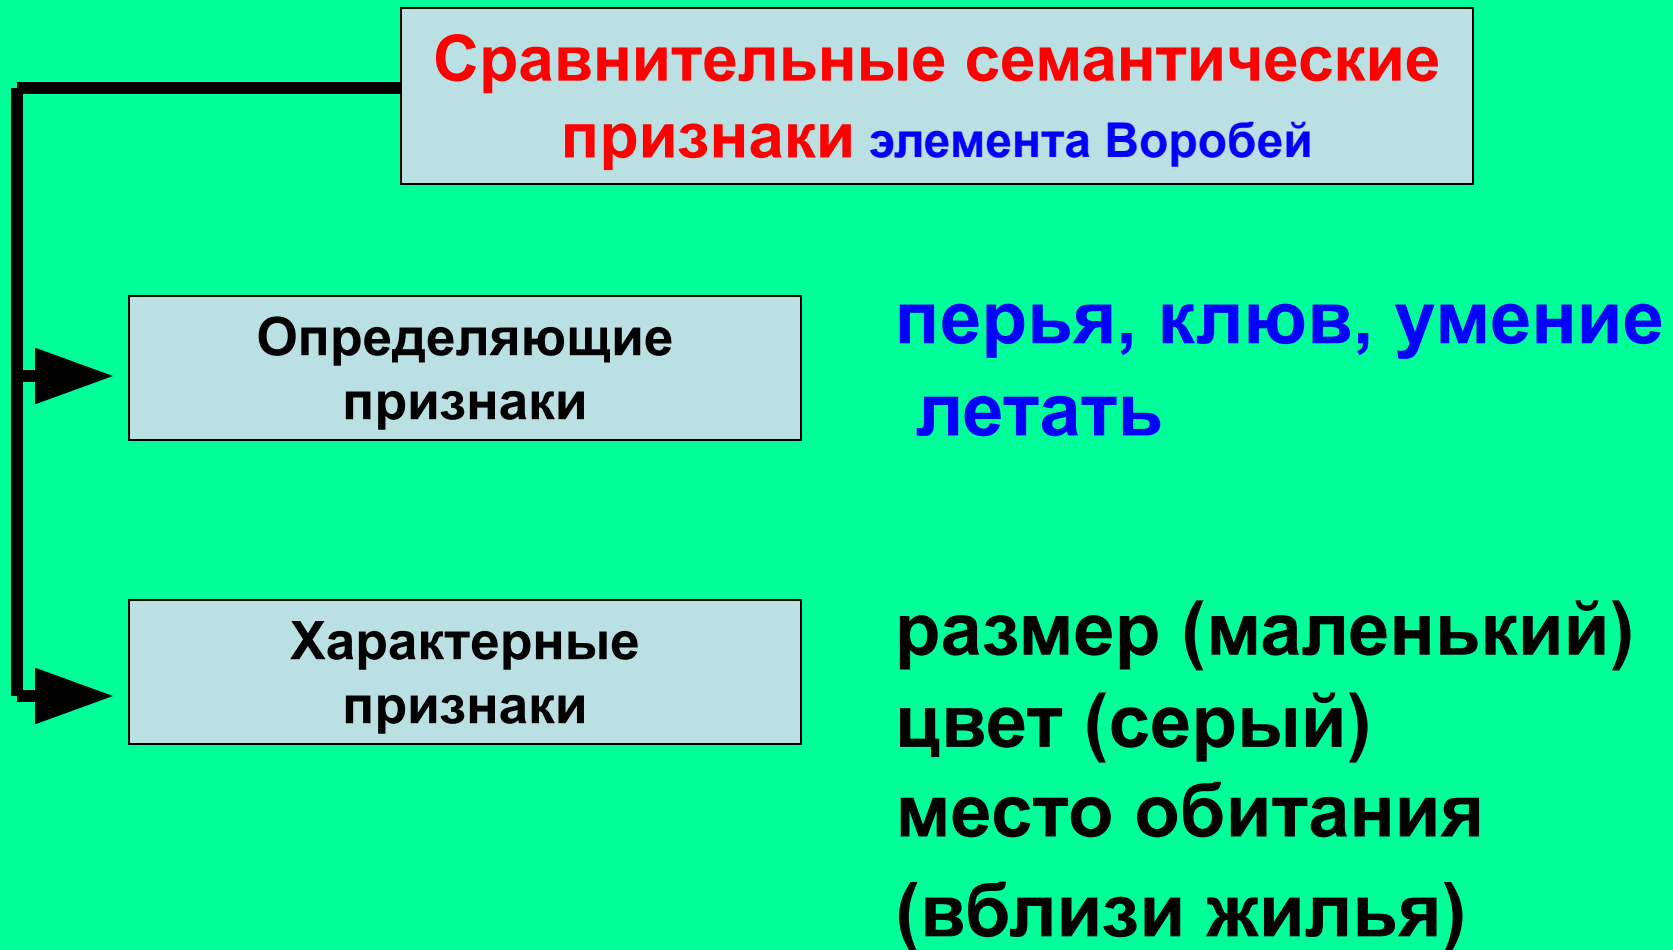 Сравнительные семантические
признаки элемента Воробей
Определяющие
признаки
перья, клюв, умение
летать
Характерные
признаки
размер (маленький)
цвет (серый)
место обитания
(вблизи жилья)